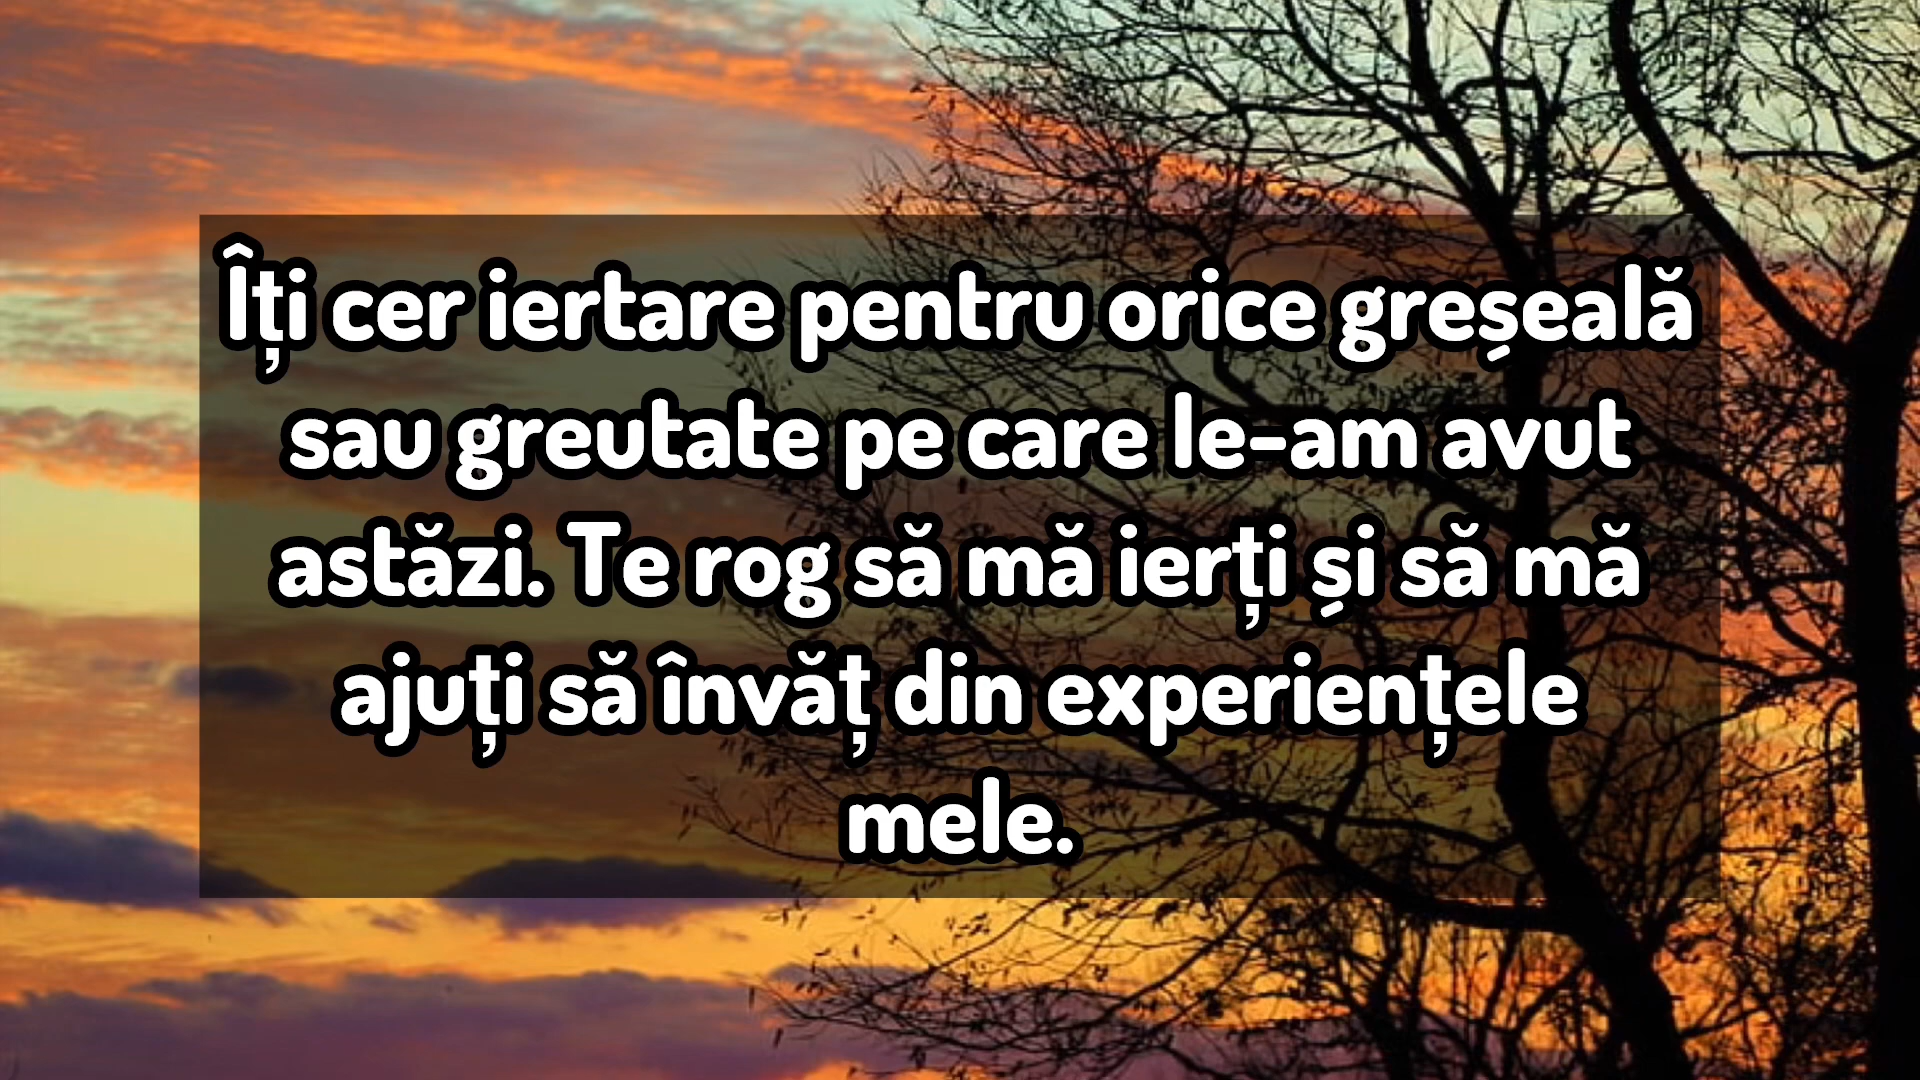 Îți cer iertare pentru orice greșeală
sau greutate pe care le-am avut
astăzi. Te rog să mă ierți și să mă
ajuți să învăț din experiențele
mele.